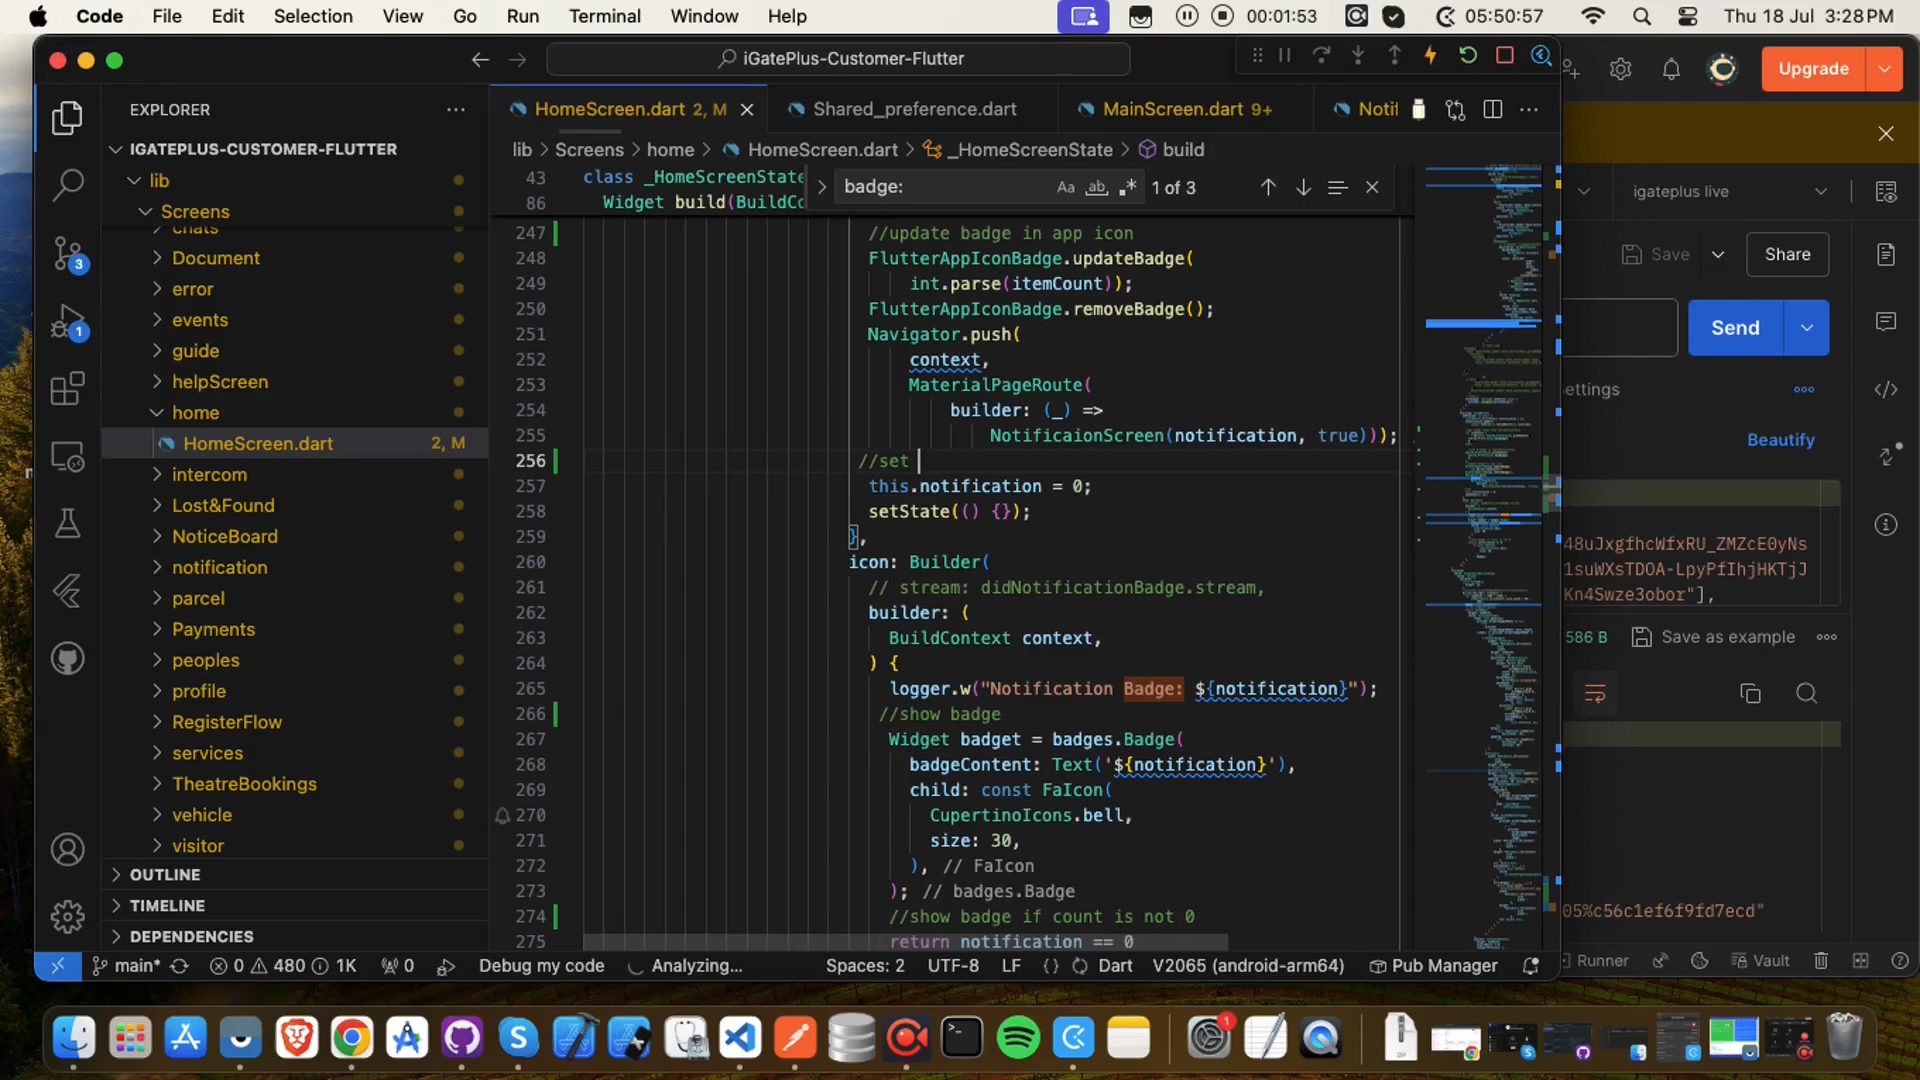 Code File Edit Selection View Go Run Terminal Window Help 00:01:53 05:50:57 Thu 18 Jul 3:28 PM
iGatePlus-Customer-Flutter
Upgrade
EXPLORER
HomeScreen.dart 2, M
Shared_preference.dart
MainScreen.dart 9+
Notif
IGATEPLUS-CUSTOMER-FLUTTER
lib
Screens
chats
Document
error
events
guide
helpScreen
home
HomeScreen.dart 2, M
intercom
Lost&Found
NoticeBoard
notification
parcel
Payments
peoples
profile
RegisterFlow
services
TheatreBookings
vehicle
visitor
OUTLINE
TIMELINE
DEPENDENCIES
3
1
lib > Screens > home > HomeScreen.dart > _HomeScreenState > build
43 class _HomeScreenState
86 Widget build(BuildCo
badge: Aa ab .* 1 of 3
247 //update badge in app icon
248 FlutterAppIconBadge.updateBadge(
249 int.parse(itemCount));
250 FlutterAppIconBadge.removeBadge();
251 Navigator.push(
252 context,
253 MaterialPageRoute(
254 builder: (_) =>
255 NotificaionScreen(notification, true)));
256 //set
257 this.notification = 0;
258 setState(() {});
259 },
260 icon: Builder(
261 // stream: didNotificationBadge.stream,
262 builder: (
263 BuildContext context,
264 ) {
265 logger.w("Notification Badge: ${notification}");
266 //show badge
267 Widget badget = badges.Badge(
268 badgeContent: Text('${notification}'),
269 child: const FaIcon(
270 CupertinoIcons.bell,
271 size: 30,
272 ), // FaIcon
273 ); // badges.Badge
274 //show badge if count is not 0
275 return notification == 0
igateplus live
Save
Share
Send
ettings
Beautify
48uJxgfhcWfxRU_ZMZcE0yNs
1suWXsTDOA-LpyPfIhjHKTjJ
Kn4Swze3obor"],
586 B Save as example
05%c56c1ef6f9fd7ecd"
main* 0 480 1K 0 Debug my code Analyzing... Spaces: 2 UTF-8 LF {} Dart V2065 (android-arm64) Pub Manager
Runner Vault
1